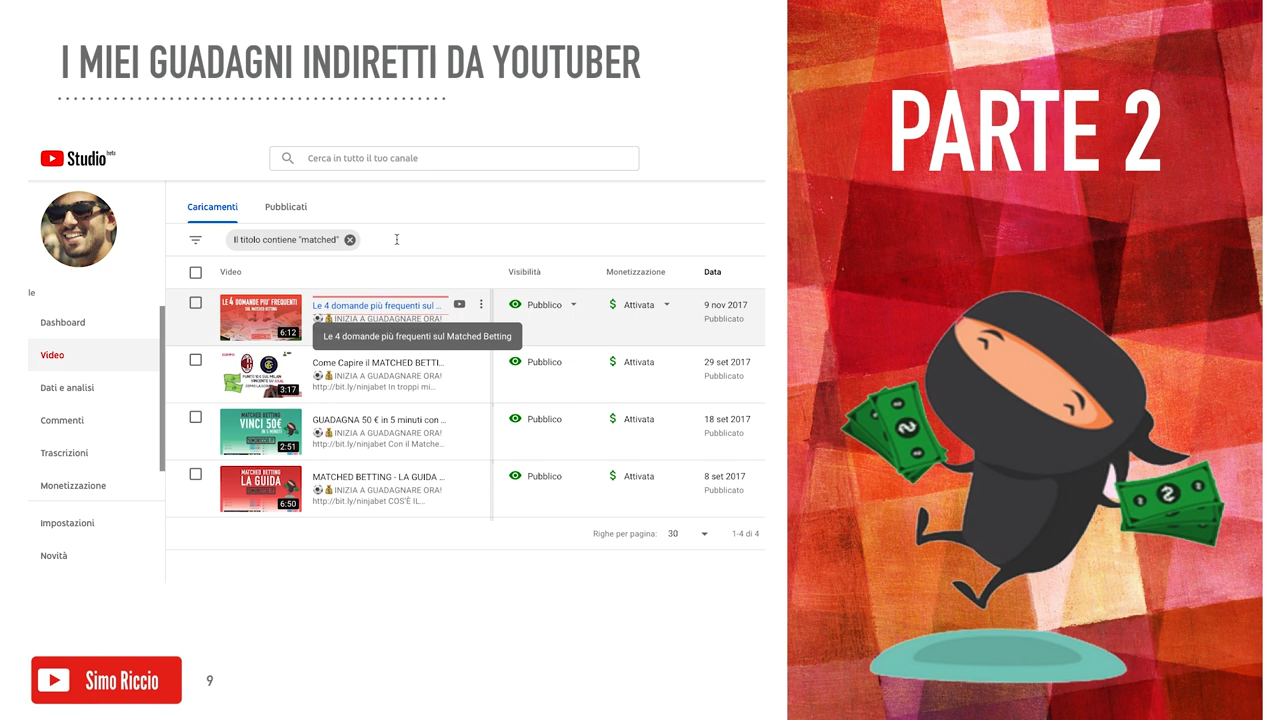 I MIEI GUADAGNI INDIRETTI DA YOUTUBER
PARTE 2
Studio beta
Cerca in tutto il tuo canale
Caricamenti Pubblicati
Il titolo contiene "matched"
Video Visibilità Monetizzazione Data
le
Dashboard
Video
Dati e analisi
Commenti
Trascrizioni
Monetizzazione
Impostazioni
Novità
LE 4 DOMANDE PIU' FREQUENTI
SUL MATCHED BETTING
6:12
Le 4 domande più frequenti sul ...
INIZIA A GUADAGNARE ORA!
Le 4 domande più frequenti sul Matched Betting
Pubblico
Attivata
9 nov 2017
Pubblicato
3:17
Come Capire il MATCHED BETTI...
INIZIA A GUADAGNARE ORA!
http://bit.ly/ninjabet In troppi mi...
Pubblico
Attivata
29 set 2017
Pubblicato
MATCHED BETTING
VINCI 50€
IN 5 MINUTI
2:51
GUADAGNA 50 € in 5 minuti con ...
INIZIA A GUADAGNARE ORA!
http://bit.ly/ninjabet Con il Matche...
Pubblico
Attivata
18 set 2017
Pubblicato
MATCHED BETTING
LA GUIDA
6:50
MATCHED BETTING - LA GUIDA ...
INIZIA A GUADAGNARE ORA!
http://bit.ly/ninjabet COS'È IL...
Pubblico
Attivata
8 set 2017
Pubblicato
Righe per pagina: 30 1-4 di 4
Simo Riccio
9